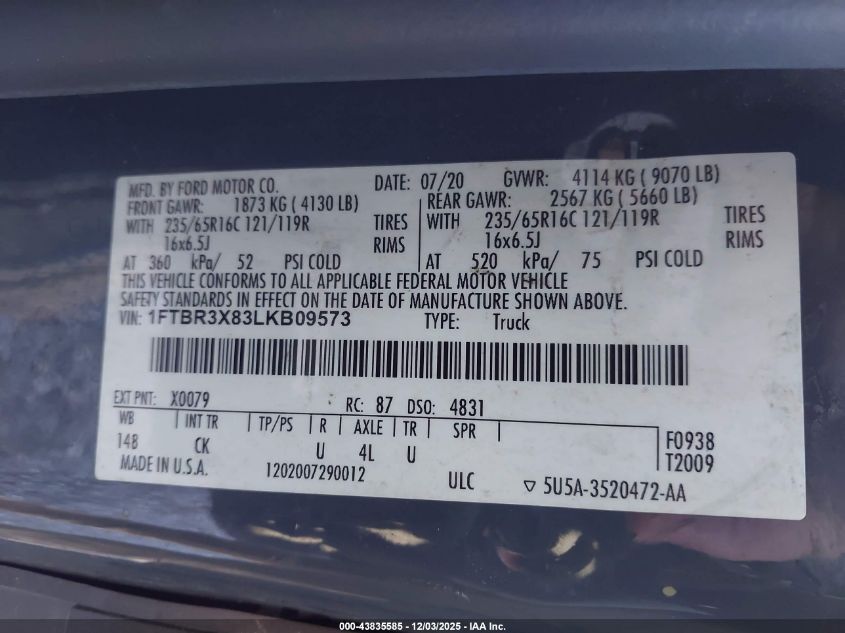 MFD. BY FORD MOTOR CO. DATE: 07/20 GVWR: 4114 KG ( 9070 LB)
FRONT GAWR: 1873 KG ( 4130 LB) REAR GAWR: 2567 KG ( 5660 LB)
WITH 235/65R16C 121/119R TIRES WITH 235/65R16C 121/119R TIRES
16x6.5J RIMS 16x6.5J RIMS
AT 360 kPa/ 52 PSI COLD AT 520 kPa/ 75 PSI COLD
THIS VEHICLE CONFORMS TO ALL APPLICABLE FEDERAL MOTOR VEHICLE
SAFETY STANDARDS IN EFFECT ON THE DATE OF MANUFACTURE SHOWN ABOVE.
VIN: 1FTBR3X83LKB09573 TYPE: Truck
EXT PNT: X0079 RC: 87 DSO: 4831
WB | INT TR | TP/PS | R | AXLE | TR | SPR | F0938
148 CK U 4L U T2009
MADE IN U.S.A. 1202007290012 ULC ▽ 5U5A-3520472-AA
000-43835585 - 12/03/2025 - IAA Inc.